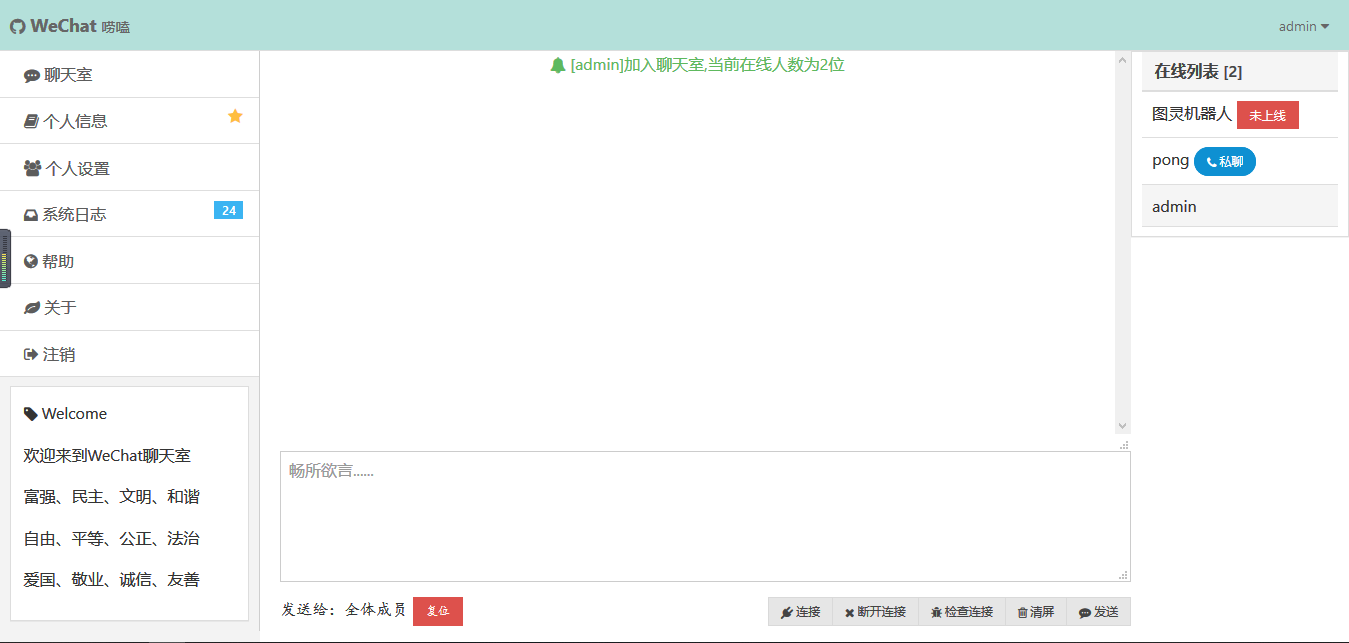 WeChat 唠嗑
admin
聊天室
个人信息
个人设置
系统日志 24
帮助
关于
注销
Welcome
欢迎来到WeChat聊天室
富强、民主、文明、和谐
自由、平等、公正、法治
爱国、敬业、诚信、友善
[admin]加入聊天室,当前在线人数为2位
畅所欲言......
发送给：全体成员 复位
连接 断开连接 检查连接 清屏 发送
在线列表 [2]
图灵机器人 未上线
pong 私聊
admin